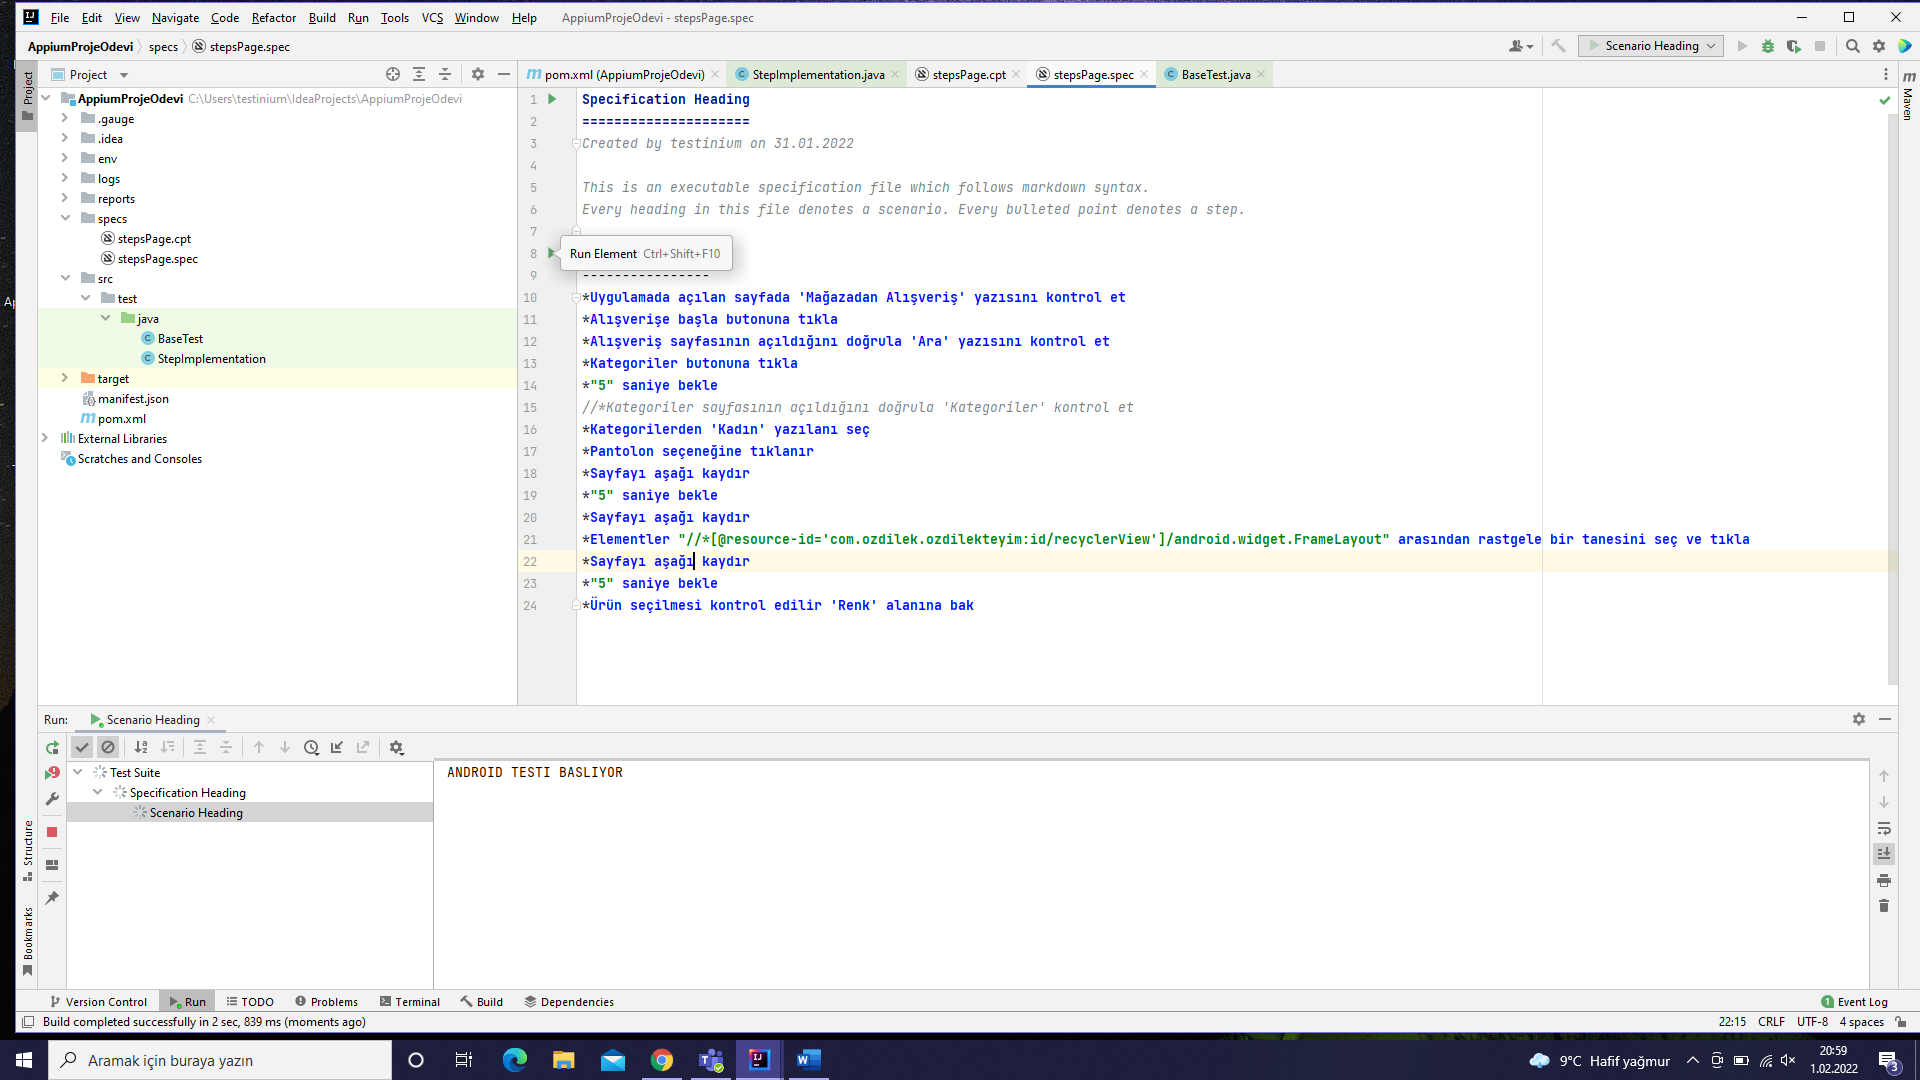 File Edit View Navigate Code Refactor Build Run Tools VCS Window Help AppiumProjeOdevi - stepsPage.spec
AppiumProjeOdevi specs stepsPage.spec Scenario Heading
Project
pom.xml (AppiumProjeOdevi) StepImplementation.java stepsPage.cpt stepsPage.spec BaseTest.java
Project
Maven
AppiumProjeOdevi C:\Users\testinium\IdeaProjects\AppiumProjeOdevi
.gauge
.idea
env
logs
reports
specs
stepsPage.cpt
stepsPage.spec
src
test
java
BaseTest
StepImplementation
target
manifest.json
pom.xml
External Libraries
Scratches and Consoles
1 Specification Heading
2 =====================
3 Created by testinium on 31.01.2022
4
5 This is an executable specification file which follows markdown syntax.
6 Every heading in this file denotes a scenario. Every bulleted point denotes a step.
7
8 Run Element Ctrl+Shift+F10
9 ----------------
10 *Uygulamada açılan sayfada 'Mağazadan Alışveriş' yazısını kontrol et
11 *Alışverişe başla butonuna tıkla
12 *Alışveriş sayfasının açıldığını doğrula 'Ara' yazısını kontrol et
13 *Kategoriler butonuna tıkla
14 *"5" saniye bekle
15 //*Kategoriler sayfasının açıldığını doğrula 'Kategoriler' kontrol et
16 *Kategorilerden 'Kadın' yazılanı seç
17 *Pantolon seçeneğine tıklanır
18 *Sayfayı aşağı kaydır
19 *"5" saniye bekle
20 *Sayfayı aşağı kaydır
21 *Elementler "//*[@resource-id='com.ozdilek.ozdilekteyim:id/recyclerView']/android.widget.FrameLayout" arasından rastgele bir tanesini seç ve tıkla
22 *Sayfayı aşağı kaydır
23 *"5" saniye bekle
24 *Ürün seçilmesi kontrol edilir 'Renk' alanına bak
Run: Scenario Heading
Test Suite
Specification Heading
Scenario Heading
ANDROID TESTI BASLIYOR
Structure
Bookmarks
Version Control Run TODO Problems Terminal Build Dependencies 1 Event Log
Build completed successfully in 2 sec, 839 ms (moments ago) 22:15 CRLF UTF-8 4 spaces
Aramak için buraya yazın
9°C Hafif yağmur
20:59
1.02.2022
3